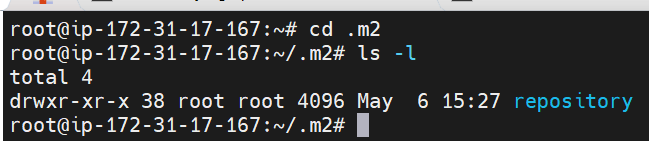 root@ip-172-31-17-167:~# cd .m2
root@ip-172-31-17-167:~/.m2# ls -l
total 4
drwxr-xr-x 38 root root 4096 May  6 15:27 repository
root@ip-172-31-17-167:~/.m2#